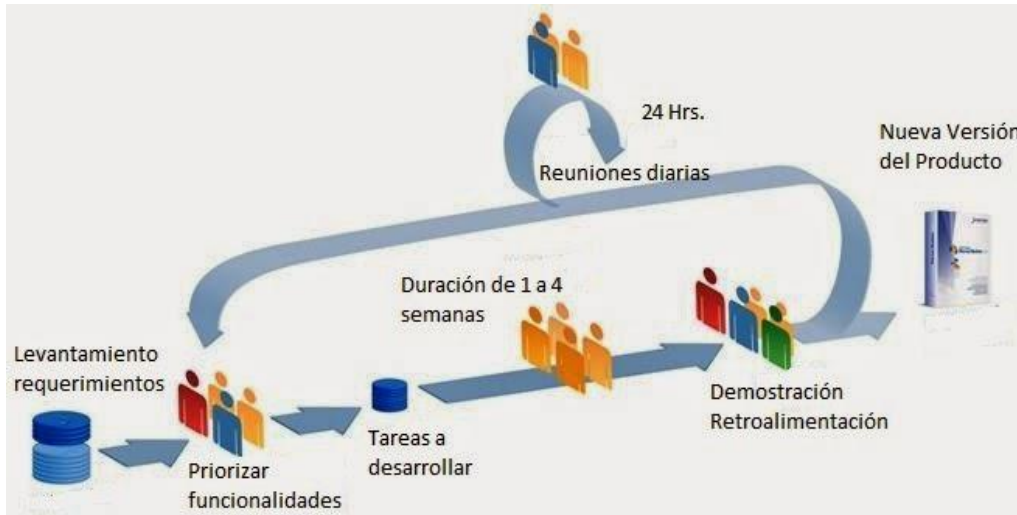 24 Hrs.
Reuniones diarias
Nueva Versión
del Producto
Duración de 1 a 4
semanas
Levantamiento
requerimientos
Priorizar
funcionalidades
Tareas a
desarrollar
Demostración
Retroalimentación